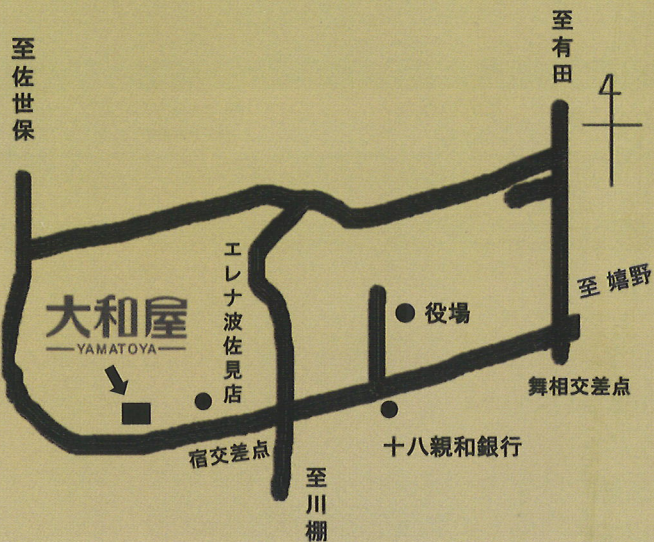 至佐世保
至有田
4
エレナ波佐見店
至 嬉野
大和屋
YAMATOYA
役場
舞相交差点
宿交差点
十八親和銀行
至川棚